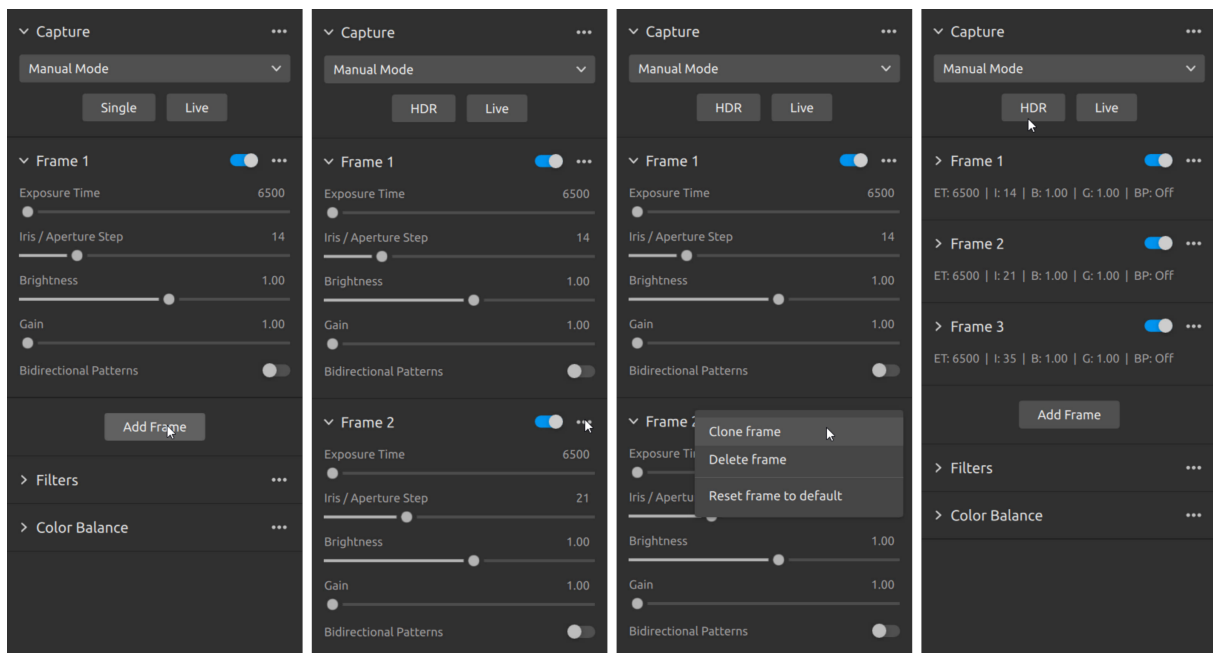 Capture
Manual Mode
Single Live
Frame 1
Exposure Time 6500
Iris / Aperture Step 14
Brightness 1.00
Gain 1.00
Bidirectional Patterns
Add Frame
Filters
Color Balance
Capture
Manual Mode
HDR Live
Frame 1
Exposure Time 6500
Iris / Aperture Step 14
Brightness 1.00
Gain 1.00
Bidirectional Patterns
Frame 2
Exposure Time 6500
Iris / Aperture Step 21
Brightness 1.00
Gain 1.00
Bidirectional Patterns
Capture
Manual Mode
HDR Live
Frame 1
Exposure Time 6500
Iris / Aperture Step 14
Brightness 1.00
Gain 1.00
Bidirectional Patterns
Frame 2
Clone frame
Exposure Ti
Delete frame
Iris / Apertu
Reset frame to default
Brightness 1.00
Gain 1.00
Bidirectional Patterns
Capture
Manual Mode
HDR Live
Frame 1
ET: 6500 | I: 14 | B: 1.00 | G: 1.00 | BP: Off
Frame 2
ET: 6500 | I: 21 | B: 1.00 | G: 1.00 | BP: Off
Frame 3
ET: 6500 | I: 35 | B: 1.00 | G: 1.00 | BP: Off
Add Frame
Filters
Color Balance